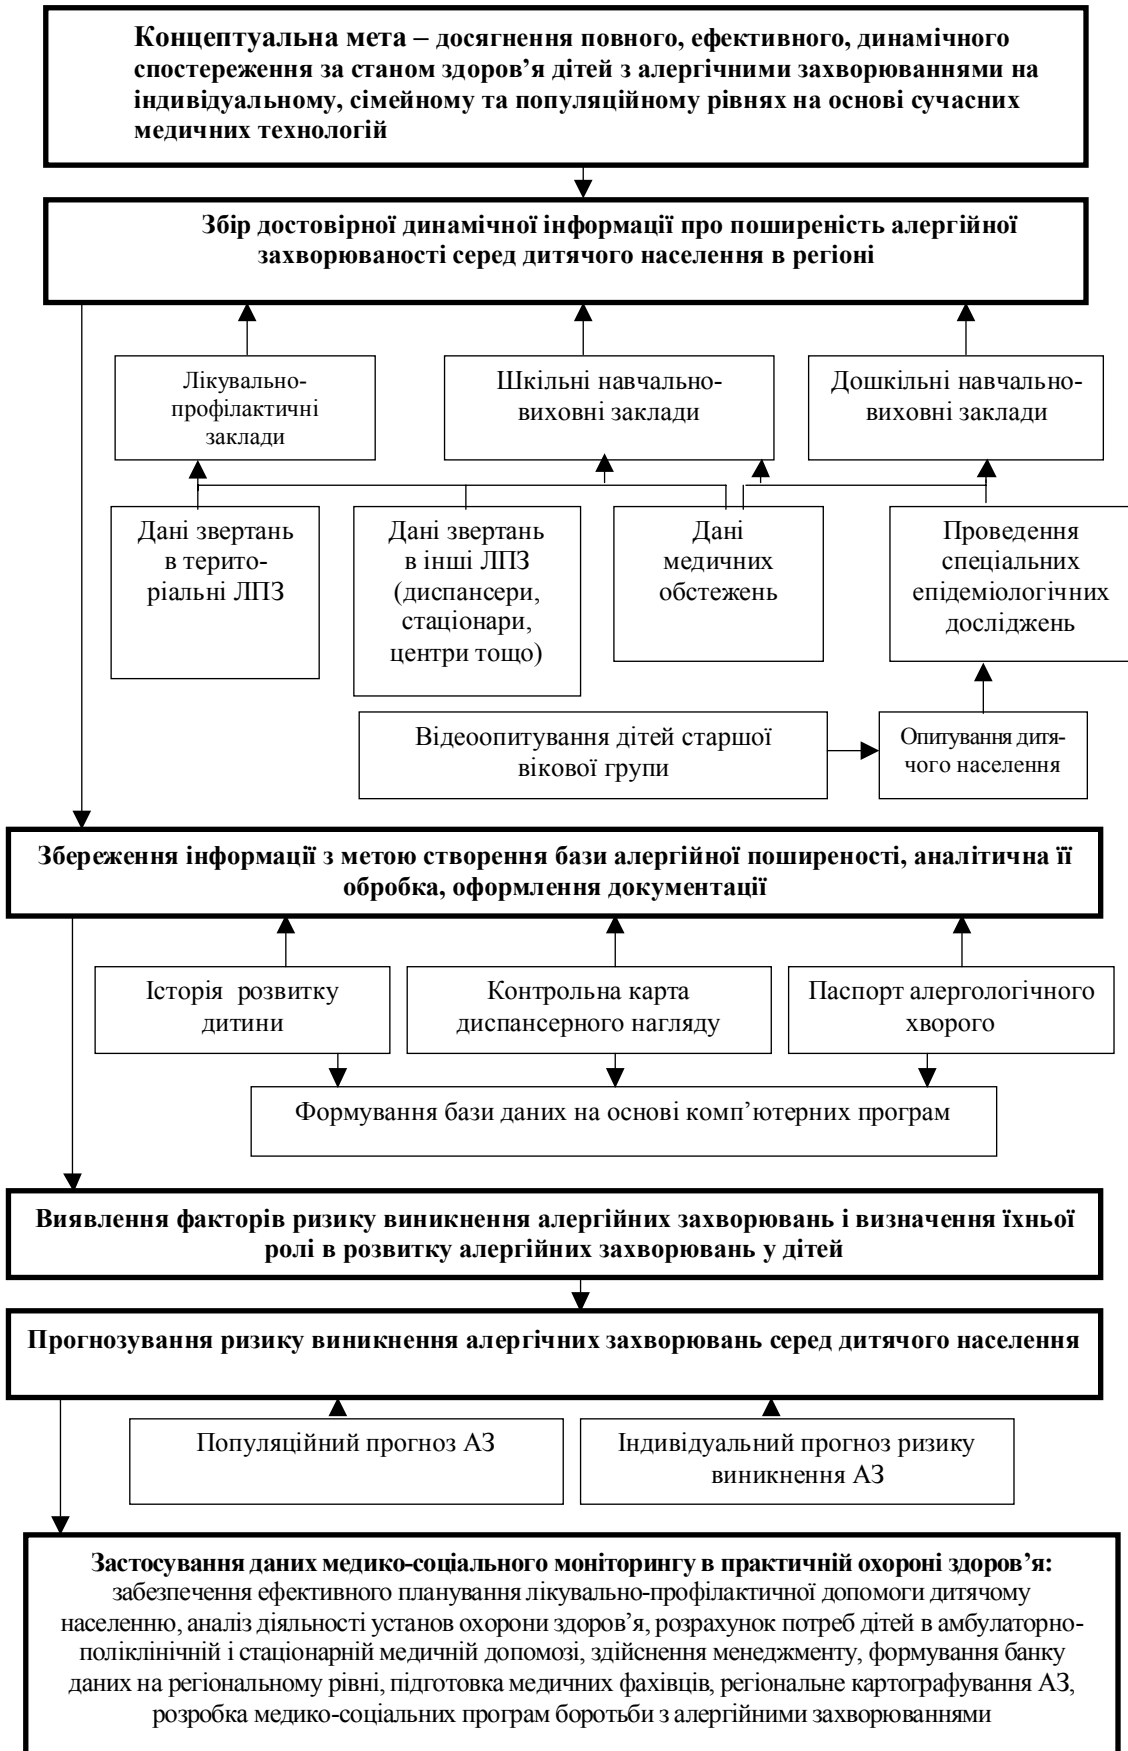 Концептуальна мета – досягнення повного, ефективного, динамічного
спостереження за станом здоров’я дітей з алергічними захворюваннями на
індивідуальному, сімейному та популяційному рівнях на основі сучасних
медичних технологій
Збір достовірної динамічної інформації про поширеність алергійної
захворюваності серед дитячого населення в регіоні
Лікувально-
профілактичні
заклади
Шкільні навчально-
виховні заклади
Дошкільні навчально-
виховні заклади
Дані звертань
в терито-
ріальні ЛПЗ
Дані звертань
в інші ЛПЗ
(диспансери,
стаціонари,
центри тощо)
Дані
медичних
обстежень
Проведення
спеціальних
епідеміологічних
досліджень
Відеоопитування дітей старшої
вікової групи
Опитування дитя-
чого населення
Збереження інформації з метою створення бази алергійної поширеності, аналітична її
обробка, оформлення документації
Історія розвитку
дитини
Контрольна карта
диспансерного нагляду
Паспорт алергологічного
хворого
Формування бази даних на основі комп’ютерних програм
Виявлення факторів ризику виникнення алергійних захворювань і визначення їхньої
ролі в розвитку алергійних захворювань у дітей
Прогнозування ризику виникнення алергічних захворювань серед дитячого населення
Популяційний прогноз АЗ
Індивідуальний прогноз ризику
виникнення АЗ
Застосування даних медико-соціального моніторингу в практичній охороні здоров’я:
забезпечення ефективного планування лікувально-профілактичної допомоги дитячому
населенню, аналіз діяльності установ охорони здоров’я, розрахунок потреб дітей в амбулаторно-
поліклінічній і стаціонарній медичній допомозі, здійснення менеджменту, формування банку
даних на регіональному рівні, підготовка медичних фахівців, регіональне картографування АЗ,
розробка медико-соціальних програм боротьби з алергійними захворюваннями